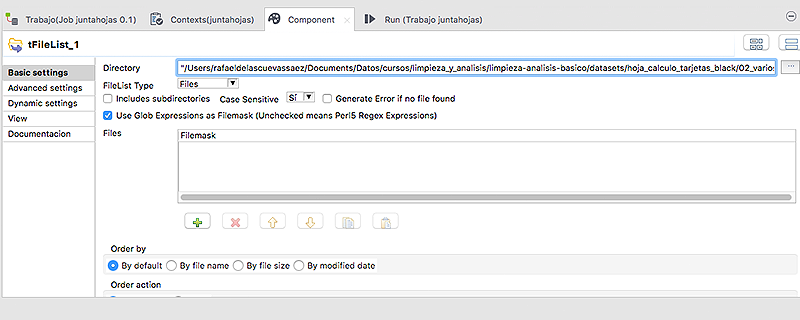 Trabajo(Job juntahojas 0.1) Contexts(juntahojas) Component Run (Trabajo juntahojas)
tFileList_1
Basic settings
Advanced settings
Dynamic settings
View
Documentacion
Directory "/Users/rafaeldelascuevassaez/Documents/Datos/cursos/limpieza_y_analisis/limpieza-analisis-basico/datasets/hoja_calculo_tarjetas_black/02_varios
FileList Type Files
Includes subdirectories Case Sensitive Sí Generate Error if no file found
Use Glob Expressions as Filemask (Unchecked means Perl5 Regex Expressions)
Files Filemask
Order by
By default By file name By file size By modified date
Order action